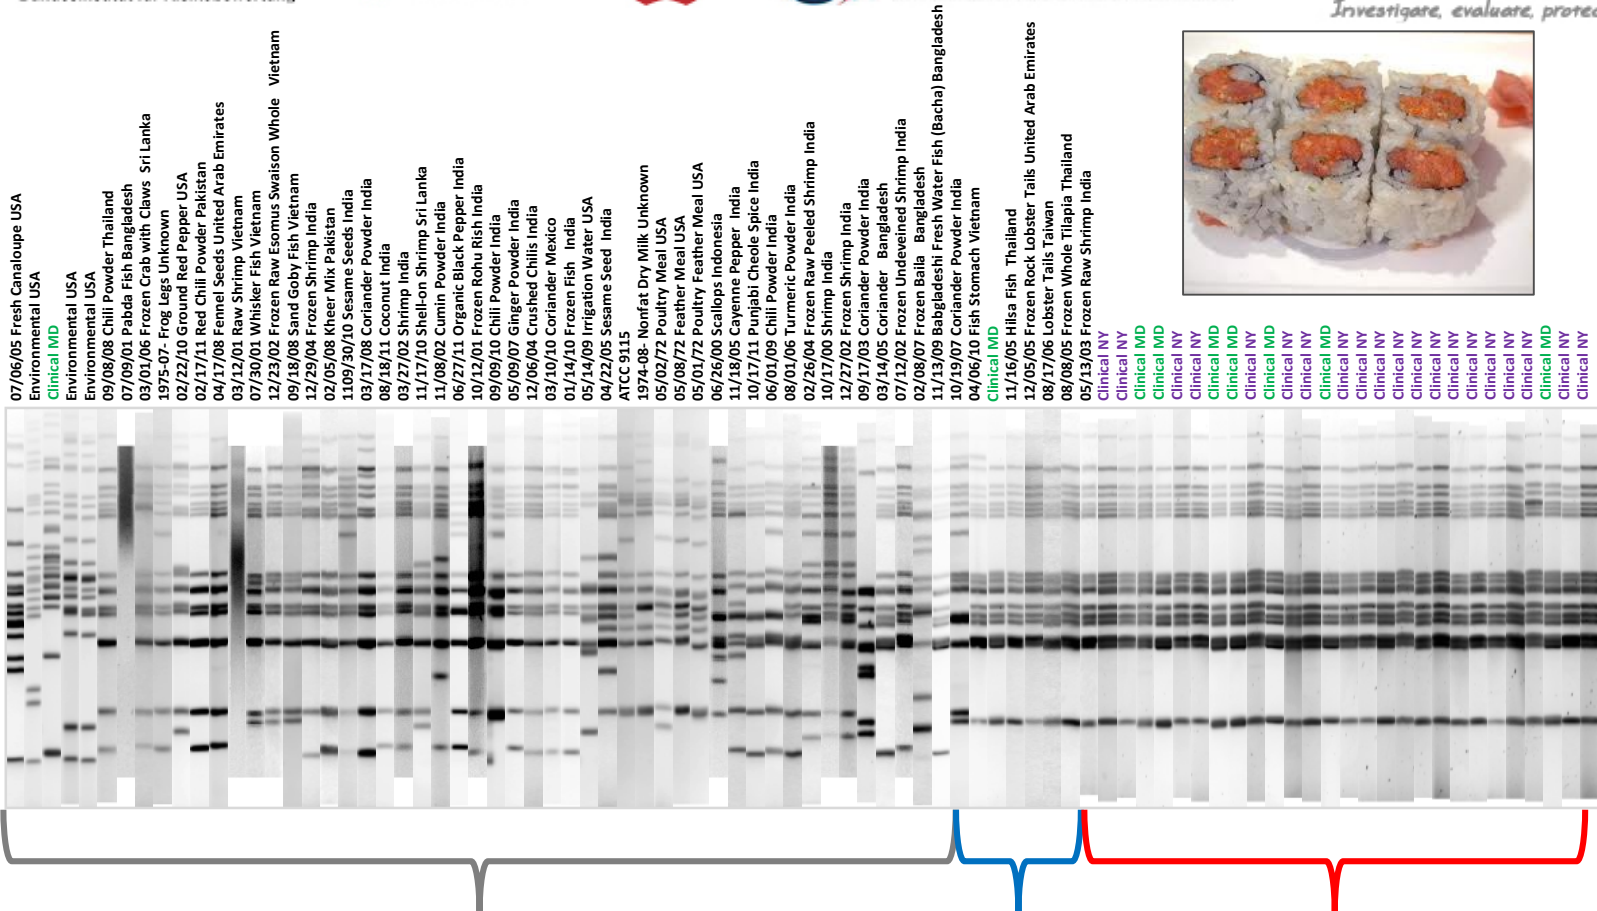 Investigate, evaluate, protec
07/06/05 Fresh Canaloupe USA
Environmental USA
Clinical MD
Environmental USA
Environmental USA
09/08/08 Chili Powder Thailand
07/09/01 Pabda Fish Bangladesh
03/01/06 Frozen Crab with Claws Sri Lanka
1975-07- Frog Legs Unknown
02/22/10 Ground Red Pepper USA
02/17/11 Red Chili Powder Pakistan
04/17/08 Fennel Seeds United Arab Emirates
03/12/01 Raw Shrimp Vietnam
07/30/01 Whisker Fish Vietnam
12/23/02 Frozen Raw Esomus Swaison Whole Vietnam
09/18/08 Sand Goby Fish Vietnam
12/29/04 Frozen Shrimp India
02/05/08 Kheer Mix Pakistan
1109/30/10 Sesame Seeds India
03/17/08 Coriander Powder India
08/18/11 Coconut India
03/27/02 Shrimp India
11/17/10 Shell-on Shrimp Sri Lanka
11/08/02 Cumin Powder India
06/27/11 Organic Black Pepper India
10/12/01 Frozen Rohu Rish India
09/09/10 Chili Powder India
05/09/07 Ginger Powder India
12/06/04 Crushed Chilis India
03/10/10 Coriander Mexico
01/14/10 Frozen Fish India
05/14/09 Irrigation Water USA
04/22/05 Sesame Seed India
ATCC 9115
1974-08- Nonfat Dry Milk Unknown
05/02/72 Poultry Meal USA
05/08/72 Feather Meal USA
05/01/72 Poultry Feather Meal USA
06/26/00 Scallops Indonesia
11/18/05 Cayenne Pepper India
10/17/11 Punjabi Cheole Spice India
06/01/09 Chili Powder India
08/01/06 Turmeric Powder India
02/26/04 Frozen Raw Peeled Shrimp India
10/17/00 Shrimp India
12/27/02 Frozen Shrimp India
09/17/03 Coriander Powder India
03/14/05 Coriander Bangladesh
07/12/02 Frozen Undeveined Shrimp India
02/08/07 Frozen Baila Bangladesh
11/13/09 Babgladeshi Fresh Water Fish (Bacha) Bangladesh
10/19/07 Coriander Powder India
04/06/10 Fish Stomach Vietnam
Clinical MD
11/16/05 Hilsa Fish Thailand
12/05/05 Frozen Rock Lobster Tails United Arab Emirates
08/17/06 Lobster Tails Taiwan
08/08/05 Frozen Whole Tilapia Thailand
05/13/03 Frozen Raw Shrimp India
Clinical NY
Clinical NY
Clinical MD
Clinical MD
Clinical NY
Clinical NY
Clinical MD
Clinical MD
Clinical NY
Clinical MD
Clinical NY
Clinical NY
Clinical MD
Clinical NY
Clinical NY
Clinical NY
Clinical NY
Clinical NY
Clinical NY
Clinical NY
Clinical NY
Clinical NY
Clinical NY
Clinical NY
Clinical MD
Clinical NY
Clinical NY